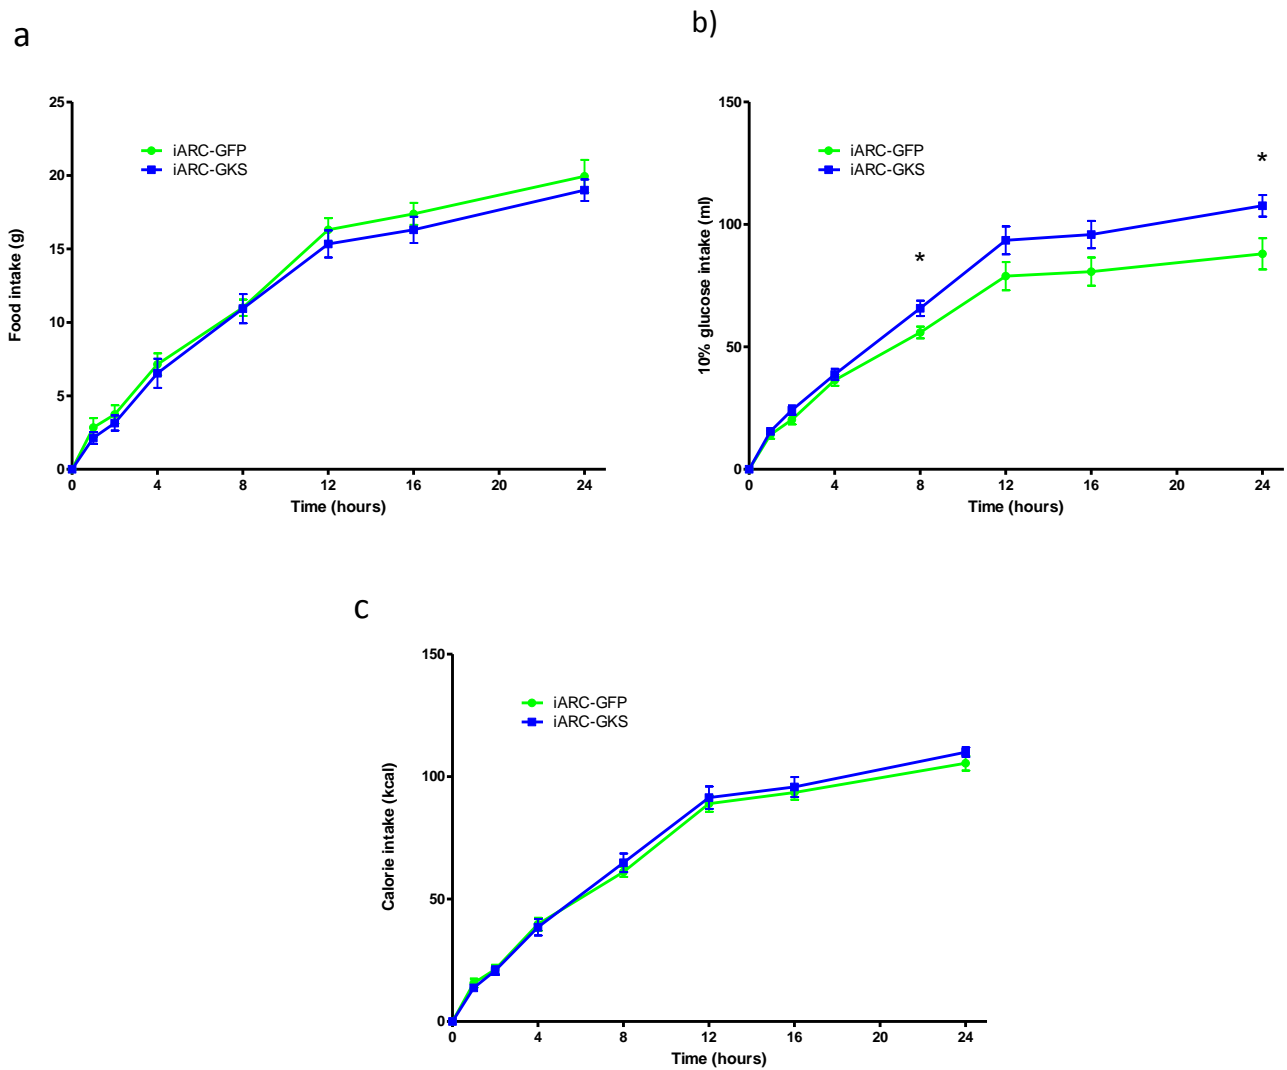 a
25
20
15
10
5
0
Food intake (g)
iARC-GFP
iARC-GKS
0 4 8 12 16 20 24
Time (hours)
b)
150
100
50
0
10% glucose intake (ml)
iARC-GFP
iARC-GKS
*
*
0 4 8 12 16 20 24
Time (hours)
c
150
100
50
0
Calorie intake (kcal)
iARC-GFP
iARC-GKS
0 4 8 12 16 20 24
Time (hours)